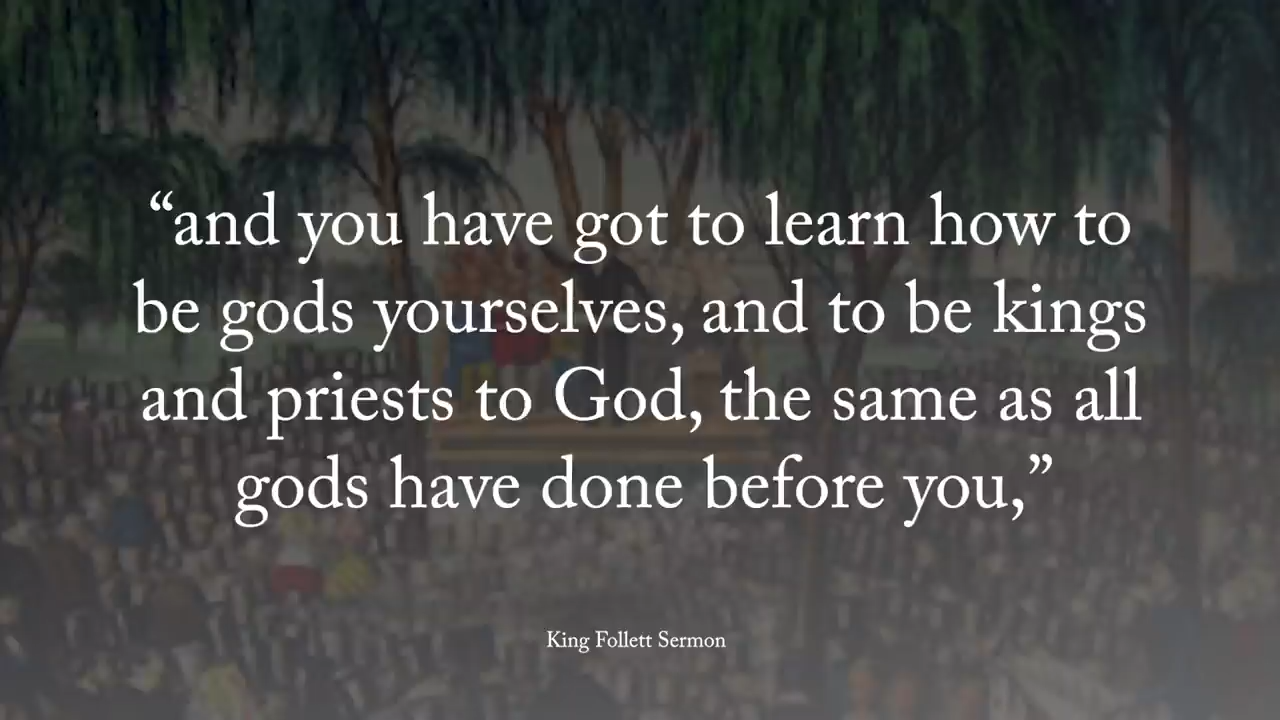 “and you have got to learn how to
be gods yourselves, and to be kings
and priests to God, the same as all
gods have done before you,”
King Follett Sermon